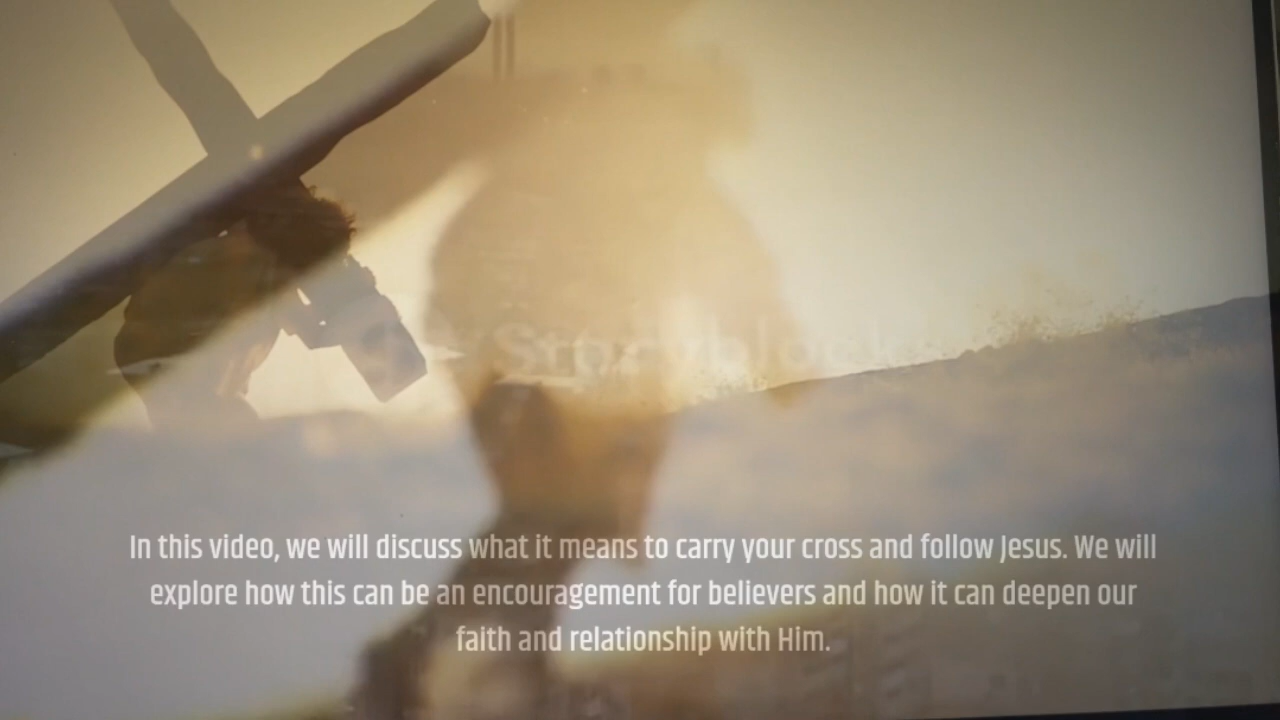 Storyblocks
In this video, we will discuss what it means to carry your cross and follow Jesus. We will
explore how this can be an encouragement for believers and how it can deepen our
faith and relationship with Him.